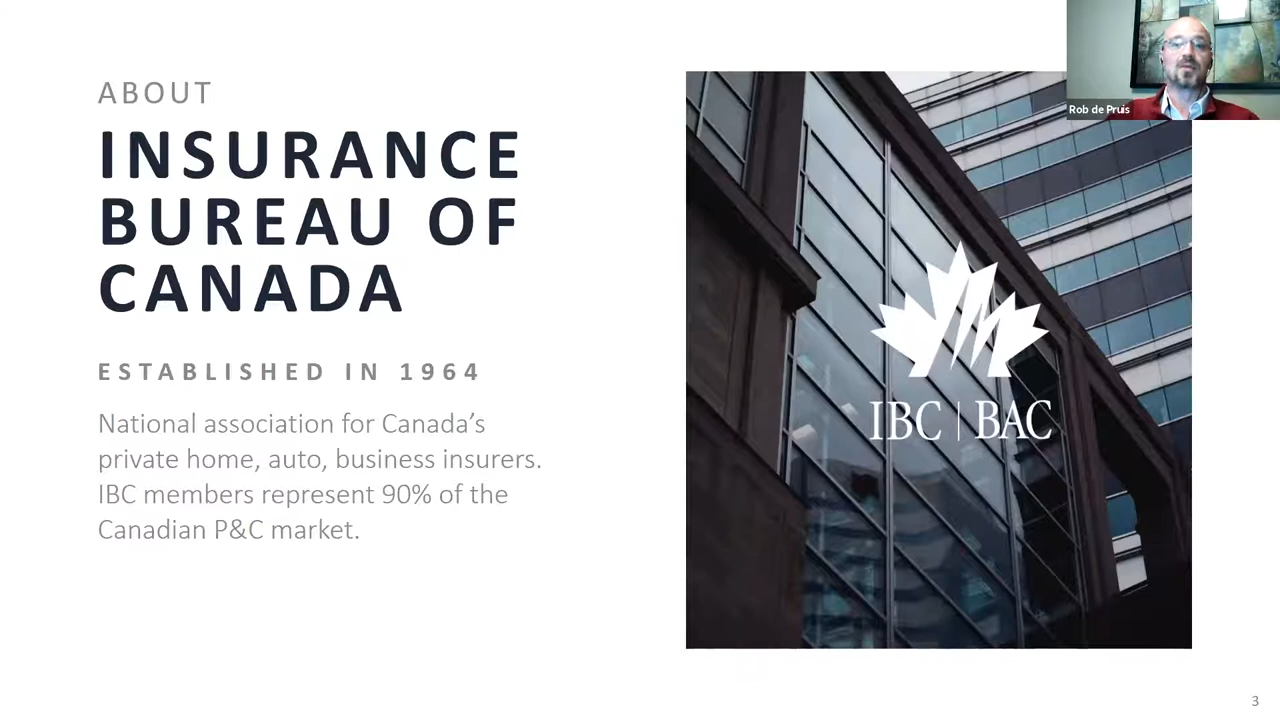 ABOUT
INSURANCE
BUREAU OF
CANADA
ESTABLISHED IN 1964
National association for Canada’s
private home, auto, business insurers.
IBC members represent 90% of the
Canadian P&C market.
IBC | BAC
Rob de Pruis
3